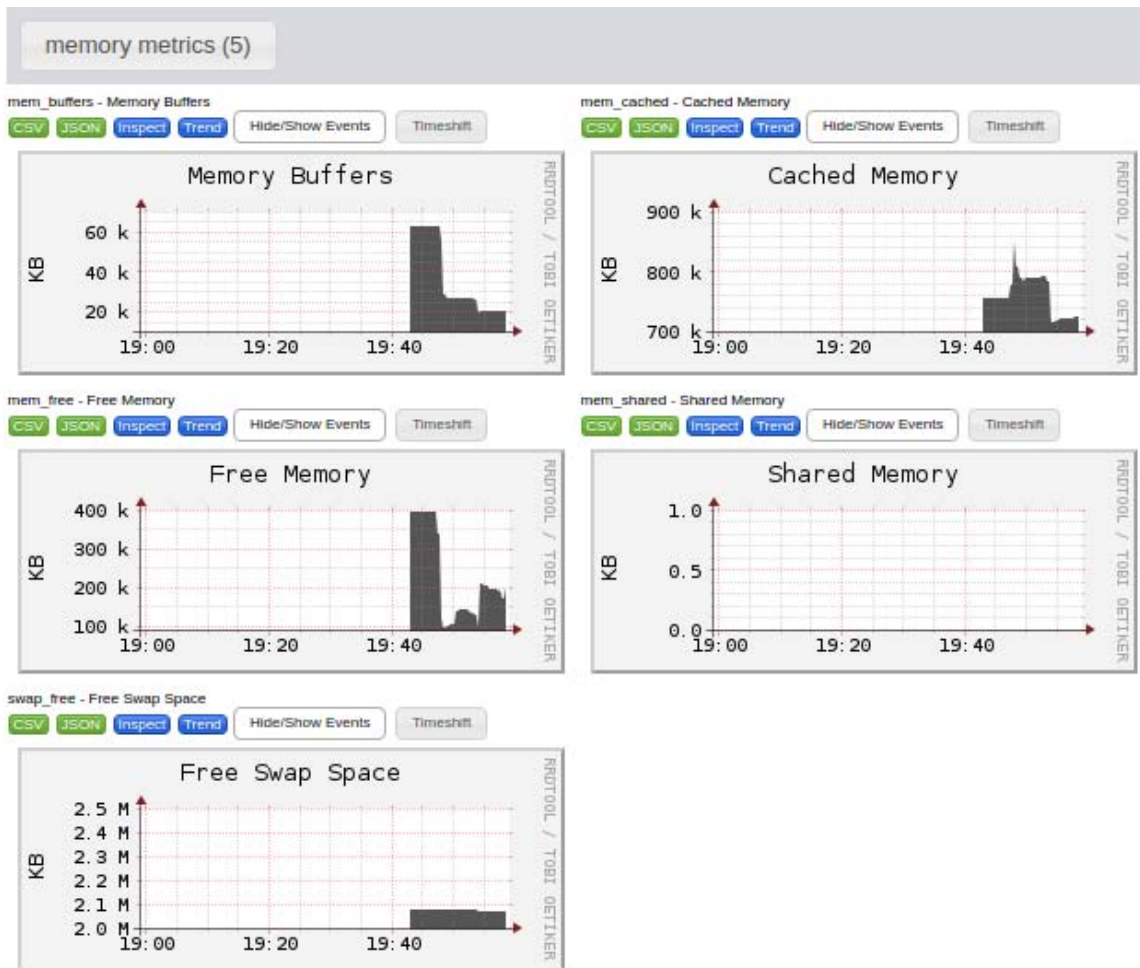 memory metrics (5)
mem_buffers - Memory Buffers
CSV JSON Inspect Trend Hide/Show Events Timeshift
Memory Buffers
KB
60 k
40 k
20 k
19:00 19:20 19:40
RRDTOOL / TOBI OETIKER
mem_cached - Cached Memory
CSV JSON Inspect Trend Hide/Show Events Timeshift
Cached Memory
KB
900 k
800 k
700 k
19:00 19:20 19:40
RRDTOOL / TOBI OETIKER
mem_free - Free Memory
CSV JSON Inspect Trend Hide/Show Events Timeshift
Free Memory
KB
400 k
300 k
200 k
100 k
19:00 19:20 19:40
RRDTOOL / TOBI OETIKER
mem_shared - Shared Memory
CSV JSON Inspect Trend Hide/Show Events Timeshift
Shared Memory
KB
1.0
0.5
0.0
19:00 19:20 19:40
RRDTOOL / TOBI OETIKER
swap_free - Free Swap Space
CSV JSON Inspect Trend Hide/Show Events Timeshift
Free Swap Space
KB
2.5 M
2.4 M
2.3 M
2.2 M
2.1 M
2.0 M
19:00 19:20 19:40
RRDTOOL / TOBI OETIKER